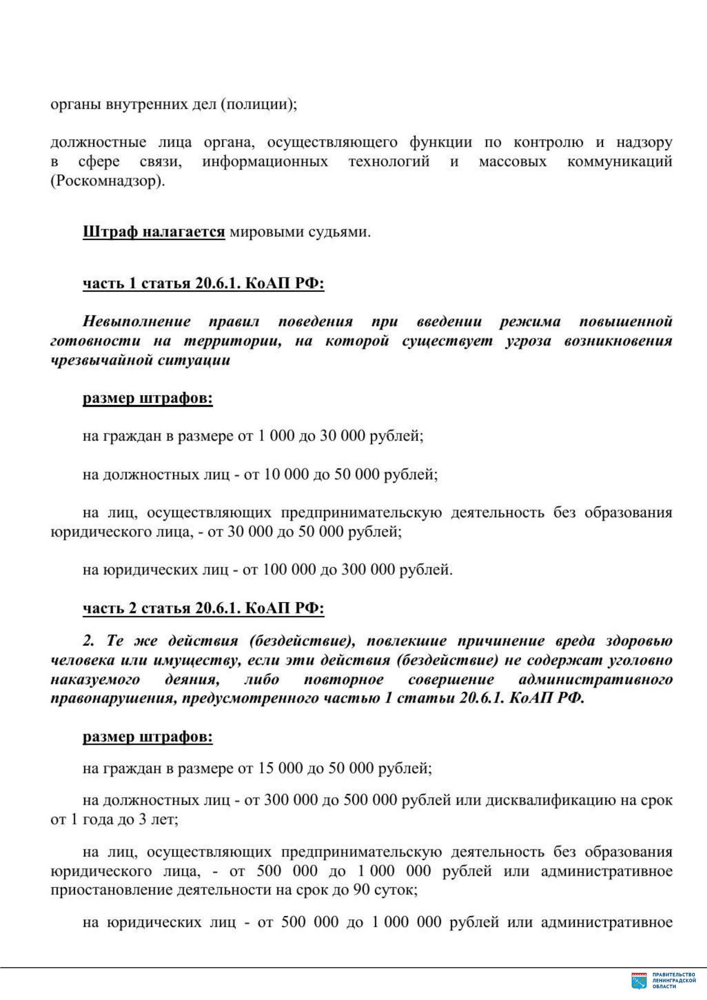 органы внутренних дел (полиции);
должностные лица органа, осуществляющего функции по контролю и надзору
в сфере связи, информационных технологий и массовых коммуникаций
(Роскомнадзор).
Штраф налагается мировыми судьями.
часть 1 статья 20.6.1. КоАП РФ:
Невыполнение правил поведения при введении режима повышенной
готовности на территории, на которой существует угроза возникновения
чрезвычайной ситуации
размер штрафов:
на граждан в размере от 1 000 до 30 000 рублей;
на должностных лиц - от 10 000 до 50 000 рублей;
на лиц, осуществляющих предпринимательскую деятельность без образования
юридического лица, - от 30 000 до 50 000 рублей;
на юридических лиц - от 100 000 до 300 000 рублей.
часть 2 статья 20.6.1. КоАП РФ:
2. Те же действия (бездействие), повлекшие причинение вреда здоровью
человека или имуществу, если эти действия (бездействие) не содержат уголовно
наказуемого деяния, либо повторное совершение административного
правонарушения, предусмотренного частью 1 статьи 20.6.1. КоАП РФ.
размер штрафов:
на граждан в размере от 15 000 до 50 000 рублей;
на должностных лиц - от 300 000 до 500 000 рублей или дисквалификацию на срок
от 1 года до 3 лет;
на лиц, осуществляющих предпринимательскую деятельность без образования
юридического лица, - от 500 000 до 1 000 000 рублей или административное
приостановление деятельности на срок до 90 суток;
на юридических лиц - от 500 000 до 1 000 000 рублей или административное
ПРАВИТЕЛЬСТВО
ЛЕНИНГРАДСКОЙ
ОБЛАСТИ